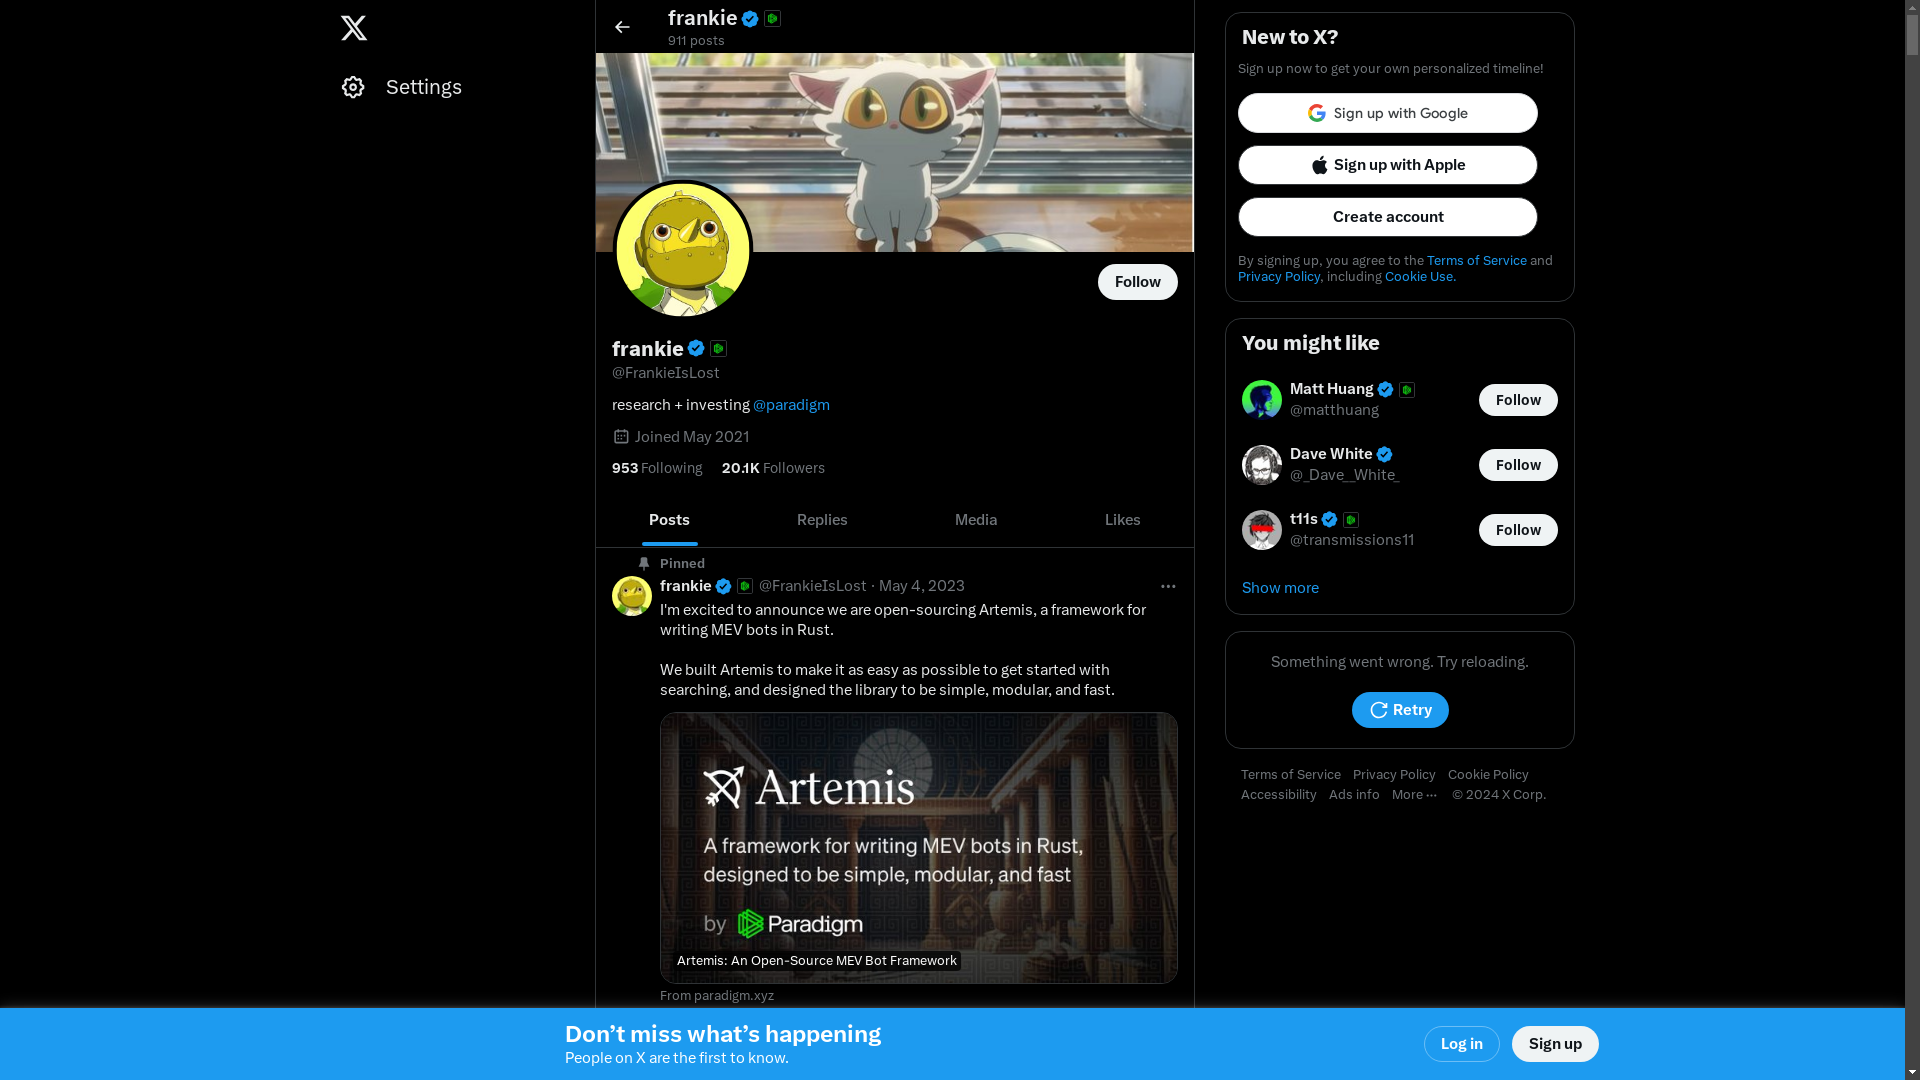 Settings
frankie
911 posts
Follow
frankie
@FrankieIsLost
research + investing @paradigm
Joined May 2021
953 Following 20.1K Followers
Posts Replies Media Likes
Pinned
frankie @FrankieIsLost · May 4, 2023
I'm excited to announce we are open-sourcing Artemis, a framework for
writing MEV bots in Rust.
We built Artemis to make it as easy as possible to get started with
searching, and designed the library to be simple, modular, and fast.
Artemis
A framework for writing MEV bots in Rust,
designed to be simple, modular, and fast
by Paradigm
Artemis: An Open-Source MEV Bot Framework
From paradigm.xyz
New to X?
Sign up now to get your own personalized timeline!
Sign up with Google
Sign up with Apple
Create account
By signing up, you agree to the Terms of Service and
Privacy Policy, including Cookie Use.
You might like
Matt Huang
@matthuang
Follow
Dave White
@_Dave__White_
Follow
t11s
@transmissions11
Follow
Show more
Something went wrong. Try reloading.
Retry
Terms of Service Privacy Policy Cookie Policy
Accessibility Ads info More ··· © 2024 X Corp.
Don’t miss what’s happening
People on X are the first to know.
Log in
Sign up